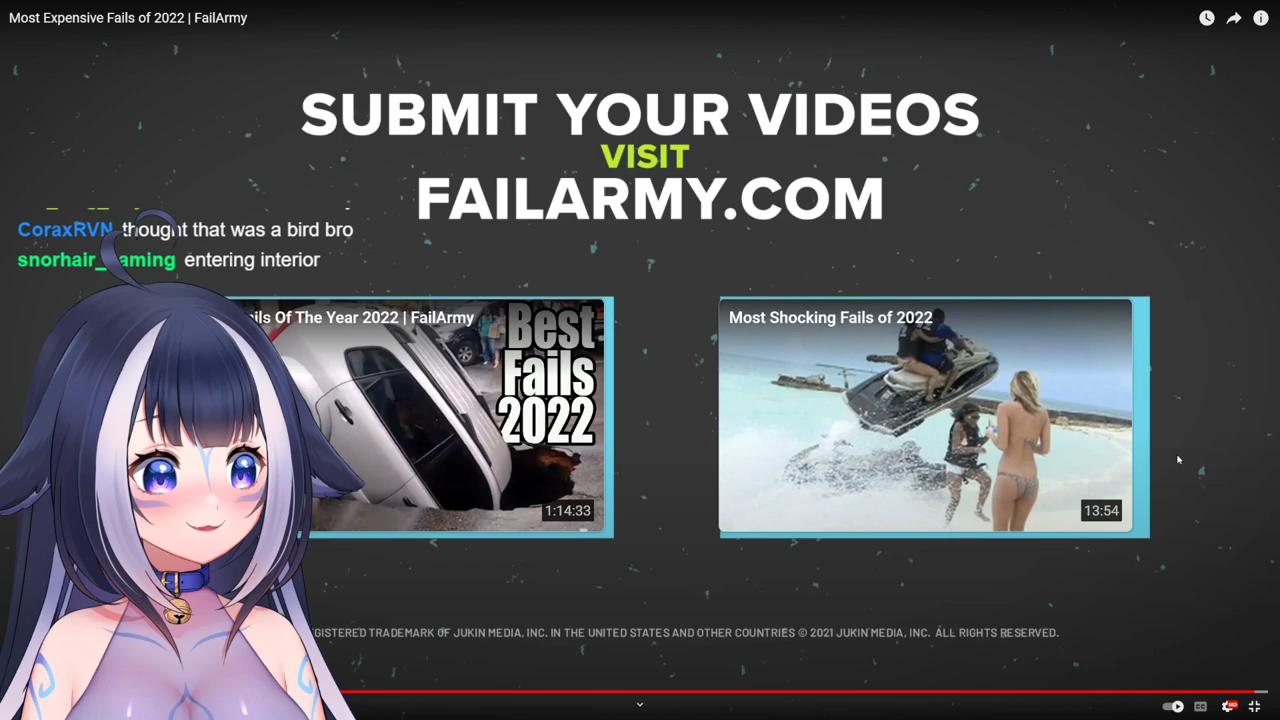 Most Expensive Fails of 2022 | FailArmy
SUBMIT YOUR VIDEOS
VISIT
FAILARMY.COM
CoraxRVN thought that was a bird bro
snorhair_gaming entering interior
ils Of The Year 2022 | FailArmy
Best
Fails
2022
1:14:33
Most Shocking Fails of 2022
13:54
GISTERED TRADEMARK OF JUKIN MEDIA, INC. IN THE UNITED STATES AND OTHER COUNTRIES © 2021 JUKIN MEDIA, INC. ALL RIGHTS RESERVED.
CC
HD